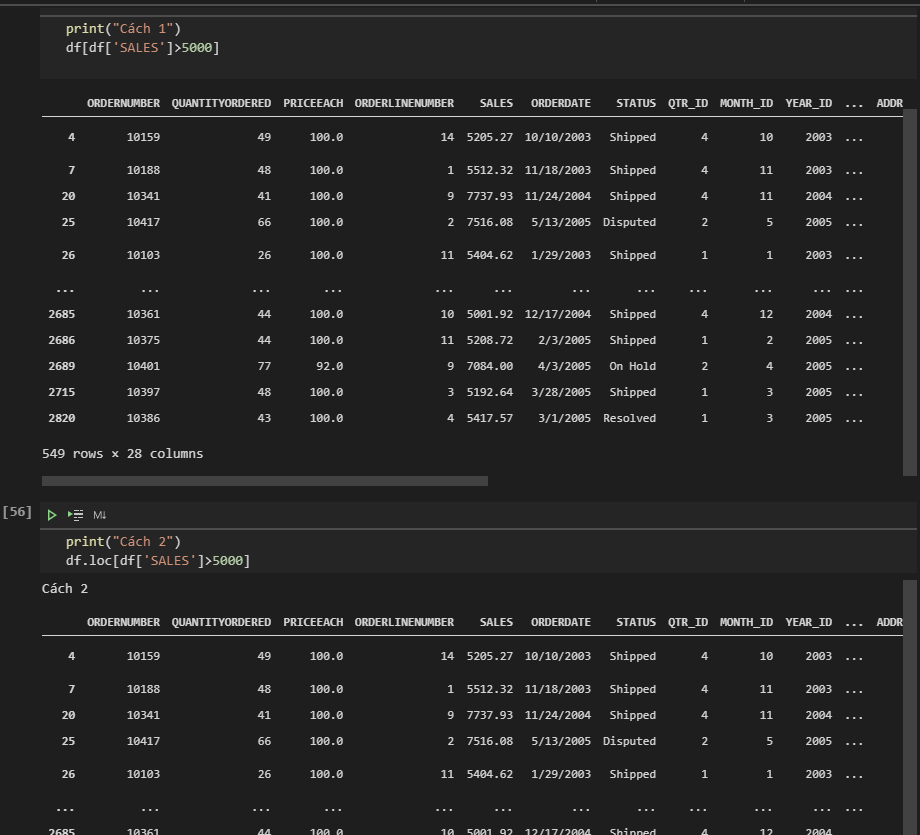 print("Cách 1")
df[df['SALES']>5000]
ORDERNUMBER QUANTITYORDERED PRICEEACH ORDERLINENUMBER SALES ORDERDATE STATUS QTR_ID MONTH_ID YEAR_ID ... ADDR
4 10159 49 100.0 14 5205.27 10/10/2003 Shipped 4 10 2003 ...
7 10188 48 100.0 1 5512.32 11/18/2003 Shipped 4 11 2003 ...
20 10341 41 100.0 9 7737.93 11/24/2004 Shipped 4 11 2004 ...
25 10417 66 100.0 2 7516.08 5/13/2005 Disputed 2 5 2005 ...
26 10103 26 100.0 11 5404.62 1/29/2003 Shipped 1 1 2003 ...
... ... ... ... ... ... ... ... ... ... ... ...
2685 10361 44 100.0 10 5001.92 12/17/2004 Shipped 4 12 2004 ...
2686 10375 44 100.0 11 5208.72 2/3/2005 Shipped 1 2 2005 ...
2689 10401 77 92.0 9 7084.00 4/3/2005 On Hold 2 4 2005 ...
2715 10397 48 100.0 3 5192.64 3/28/2005 Shipped 1 3 2005 ...
2820 10386 43 100.0 4 5417.57 3/1/2005 Resolved 1 3 2005 ...
549 rows × 28 columns
[56] M↓
print("Cách 2")
df.loc[df['SALES']>5000]
Cách 2
ORDERNUMBER QUANTITYORDERED PRICEEACH ORDERLINENUMBER SALES ORDERDATE STATUS QTR_ID MONTH_ID YEAR_ID ... ADDR
4 10159 49 100.0 14 5205.27 10/10/2003 Shipped 4 10 2003 ...
7 10188 48 100.0 1 5512.32 11/18/2003 Shipped 4 11 2003 ...
20 10341 41 100.0 9 7737.93 11/24/2004 Shipped 4 11 2004 ...
25 10417 66 100.0 2 7516.08 5/13/2005 Disputed 2 5 2005 ...
26 10103 26 100.0 11 5404.62 1/29/2003 Shipped 1 1 2003 ...
... ... ... ... ... ... ... ... ... ... ... ...
2685 10361 44 100.0 10 5001.92 12/17/2004 Shipped 4 12 2004 ...